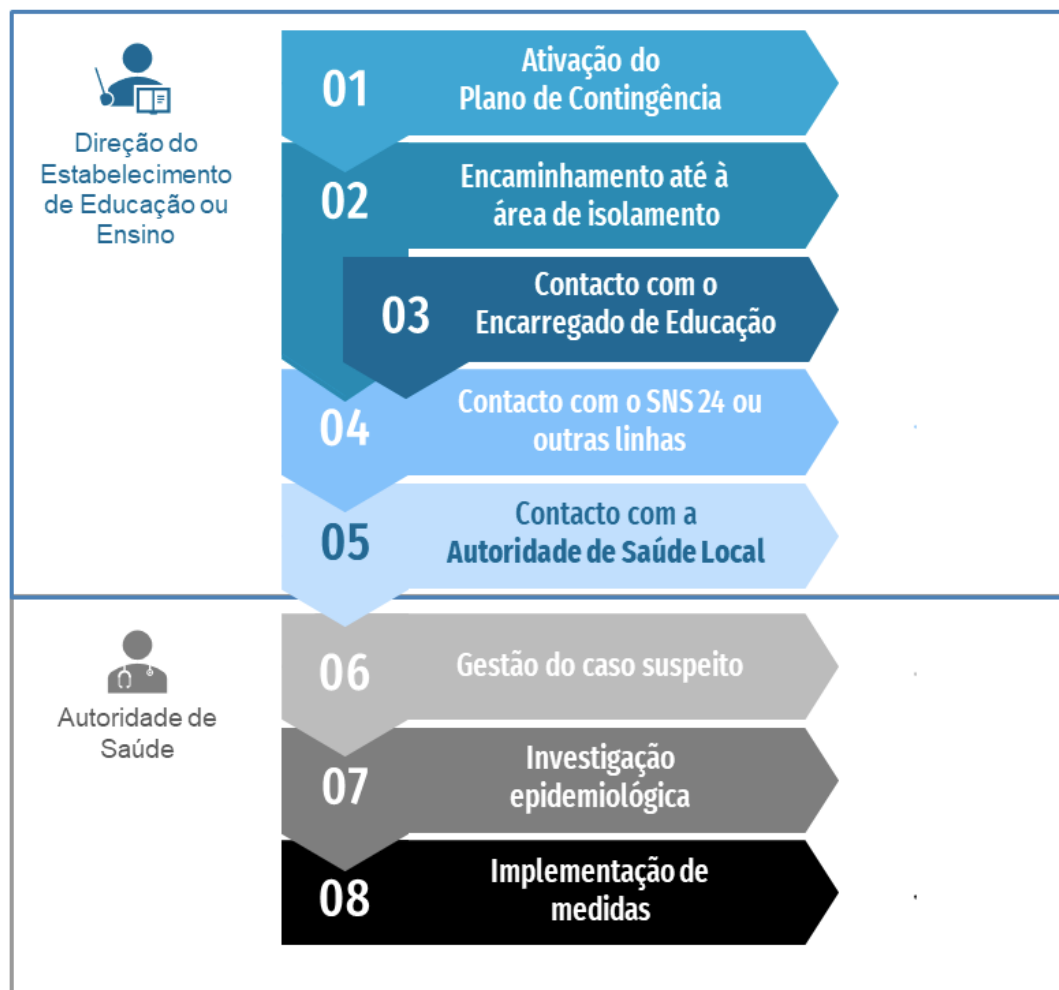 Direção do
Estabelecimento
de Educação ou
Ensino
01
Ativação do
Plano de Contingência
02
Encaminhamento até à
área de isolamento
03
Contacto com o
Encarregado de Educação
04
Contacto com o SNS 24 ou
outras linhas
05
Contacto com a
Autoridade de Saúde Local
Autoridade de
Saúde
06
Gestão do caso suspeito
07
Investigação
epidemiológica
08
Implementação de
medidas